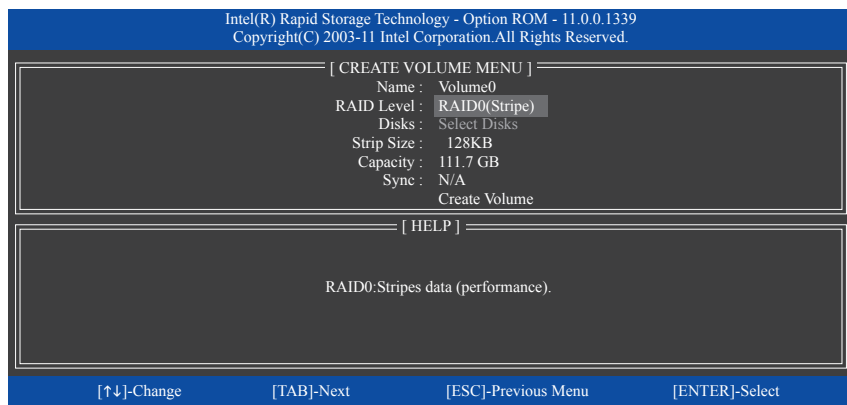 Intel(R) Rapid Storage Technology - Option ROM - 11.0.0.1339
Copyright(C) 2003-11 Intel Corporation.All Rights Reserved.
[ CREATE VOLUME MENU ]
Name : Volume0
RAID Level : RAID0(Stripe)
Disks : Select Disks
Strip Size : 128KB
Capacity : 111.7 GB
Sync : N/A
Create Volume
[ HELP ]
RAID0:Stripes data (performance).
[↑↓]-Change [TAB]-Next [ESC]-Previous Menu [ENTER]-Select